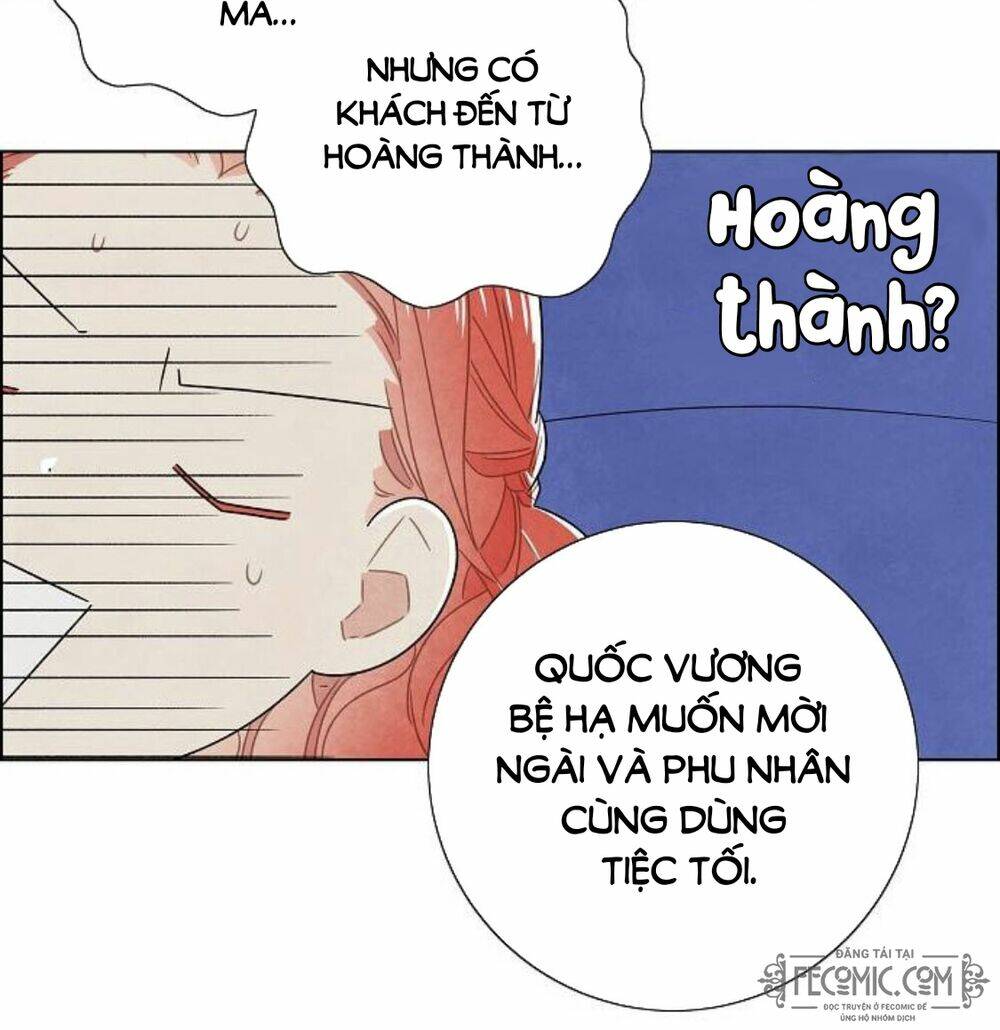 MÀ...
NHƯNG CÓ
KHÁCH ĐẾN TỪ
HOÀNG THÀNH...
Hoàng
thành?
QUỐC VƯƠNG
BỆ HẠ MUỐN MỜI
NGÀI VÀ PHU NHÂN
CÙNG DÙNG
TIỆC TỐI.
ĐĂNG TẢI TẠI
FECOMIC.COM
ĐỌC TRUYỆN Ở FECOMIC ĐỂ
ỦNG HỘ NHÓM DỊCH